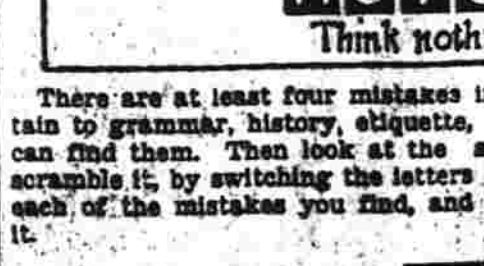 Think noth
There are at least four mistakes i
tain to grammar, history, etiquette,
can find them. Then look at the s
scramble it, by switching the letters
each of the mistakes you find, and
it.